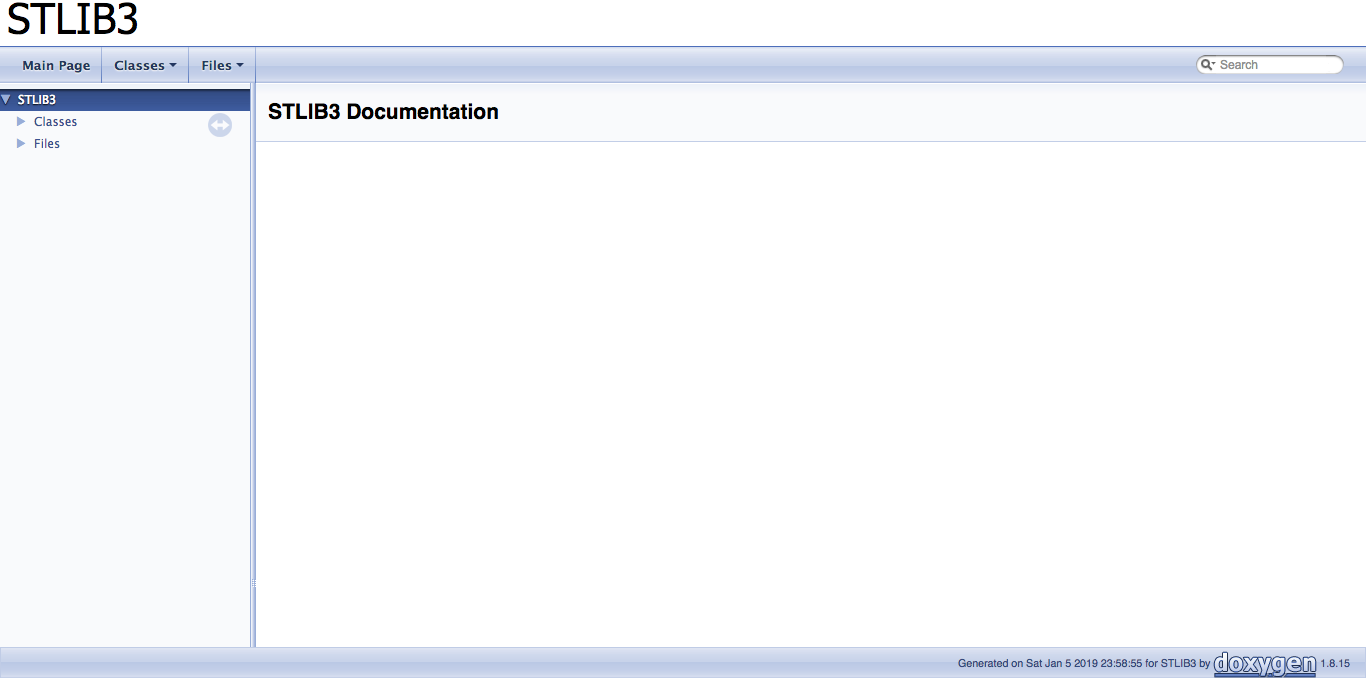 STLIB3
Main Page Classes Files Search
STLIB3
Classes
Files
STLIB3 Documentation
Generated on Sat Jan 5 2019 23:58:55 for STLIB3 by doxygen 1.8.15